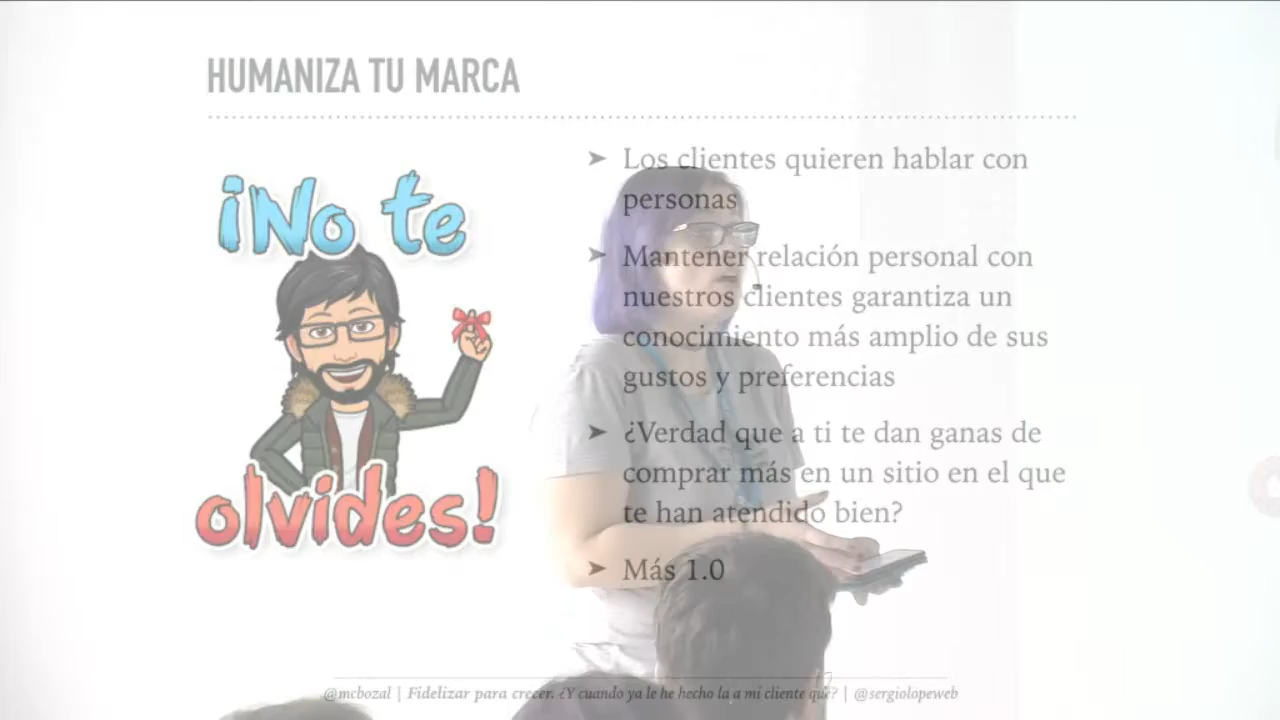 HUMANIZA TU MARCA
¡No te
olvides!
➤ Los clientes quieren hablar con
personas
➤ Mantener relación personal con
nuestros clientes garantiza un
conocimiento más amplio de sus
gustos y preferencias
➤ ¿Verdad que a ti te dan ganas de
comprar más en un sitio en el que
te han atendido bien?
➤ Más 1.0
@mcbozal | Fidelizar para crecer. ¿Y cuando ya le he hecho la a mi cliente qué? | @sergiolopeweb